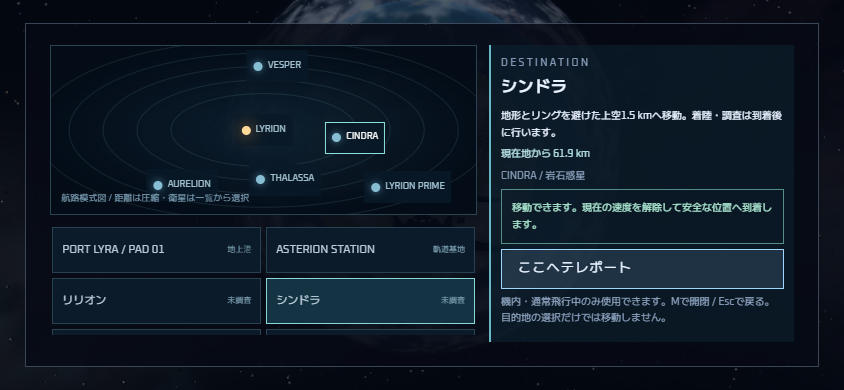 VESPER
LYRION
CINDRA
AURELION
THALASSA
LYRION PRIME
航路模式図 / 距離は圧縮・衛星は一覧から選択
PORT LYRA / PAD 01 地上港
ASTERION STATION 軌道基地
リリオン 未調査
シンドラ 未調査
DESTINATION
シンドラ
地形とリングを避けた上空1.5 kmへ移動。着陸・調査は到着後
に行います。
現在地から 61.9 km
CINDRA / 岩石惑星
移動できます。現在の速度を解除して安全な位置へ到着し
ます。
ここへテレポート
機内・通常飛行中のみ使用できます。Mで開閉 / Escで戻る。
目的地の選択だけでは移動しません。